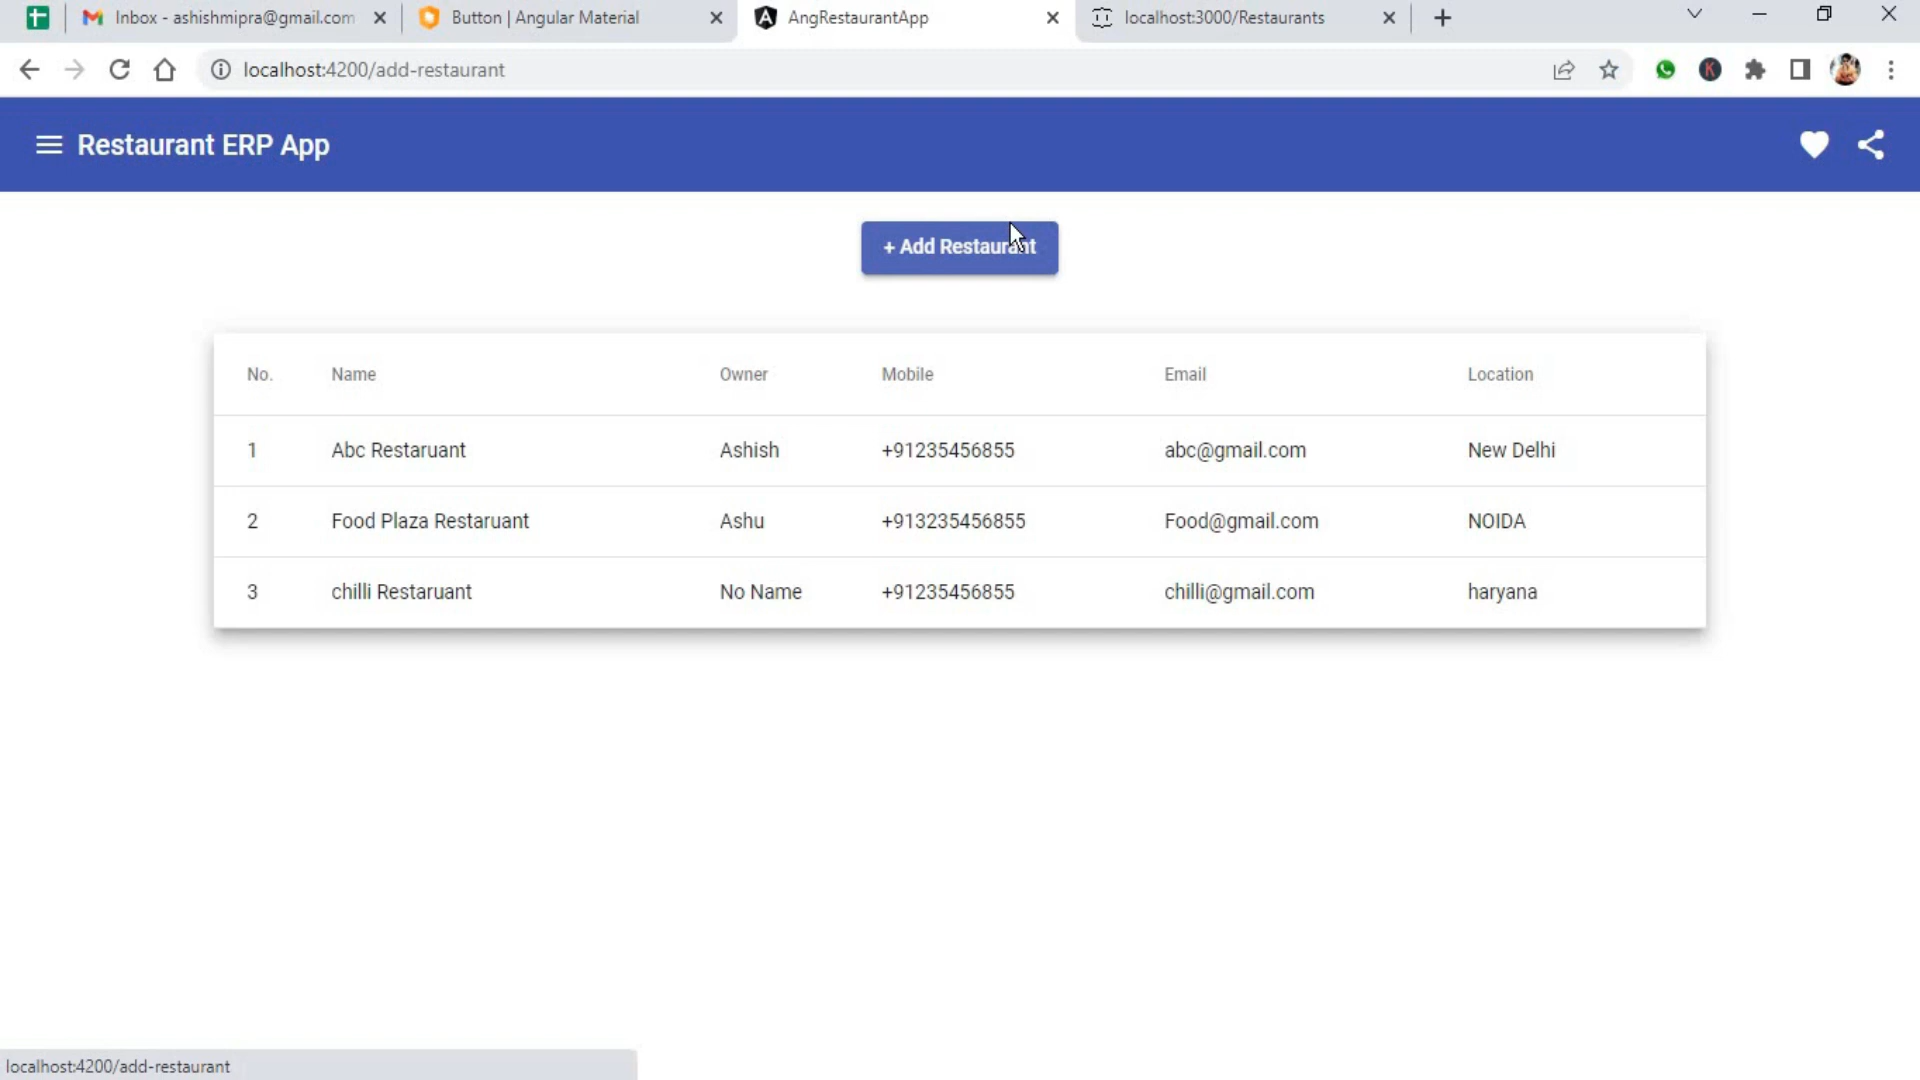 Inbox - ashishmipra@gmail.com
Button | Angular Material
AngRestaurantApp
localhost:3000/Restaurants
localhost:4200/add-restaurant
K
Restaurant ERP App
+ Add Restaurant
No. Name Owner Mobile Email Location
1 Abc Restaruant Ashish +91235456855 abc@gmail.com New Delhi
2 Food Plaza Restaruant Ashu +913235456855 Food@gmail.com NOIDA
3 chilli Restaruant No Name +91235456855 chilli@gmail.com haryana
localhost:4200/add-restaurant